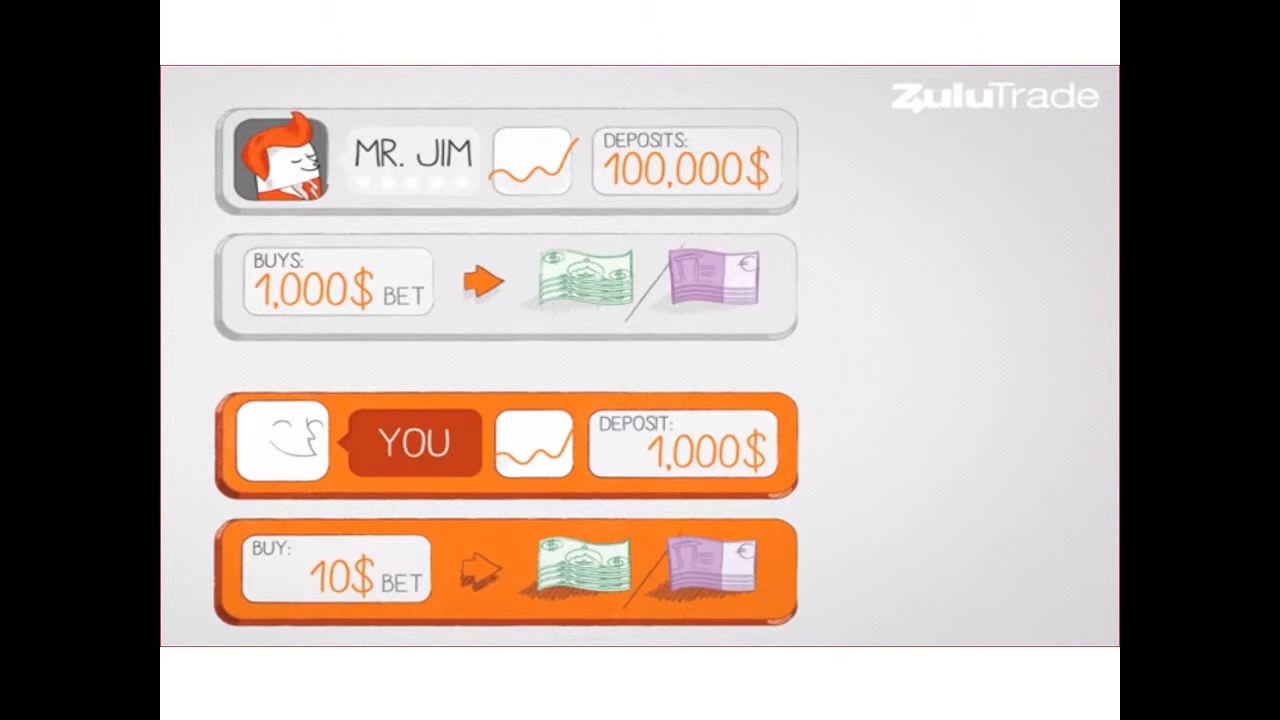 ZuluTrade
MR. JIM
DEPOSITS:
100,000$
BUYS:
1,000$ BET
YOU
DEPOSIT:
1,000$
BUY:
10$ BET